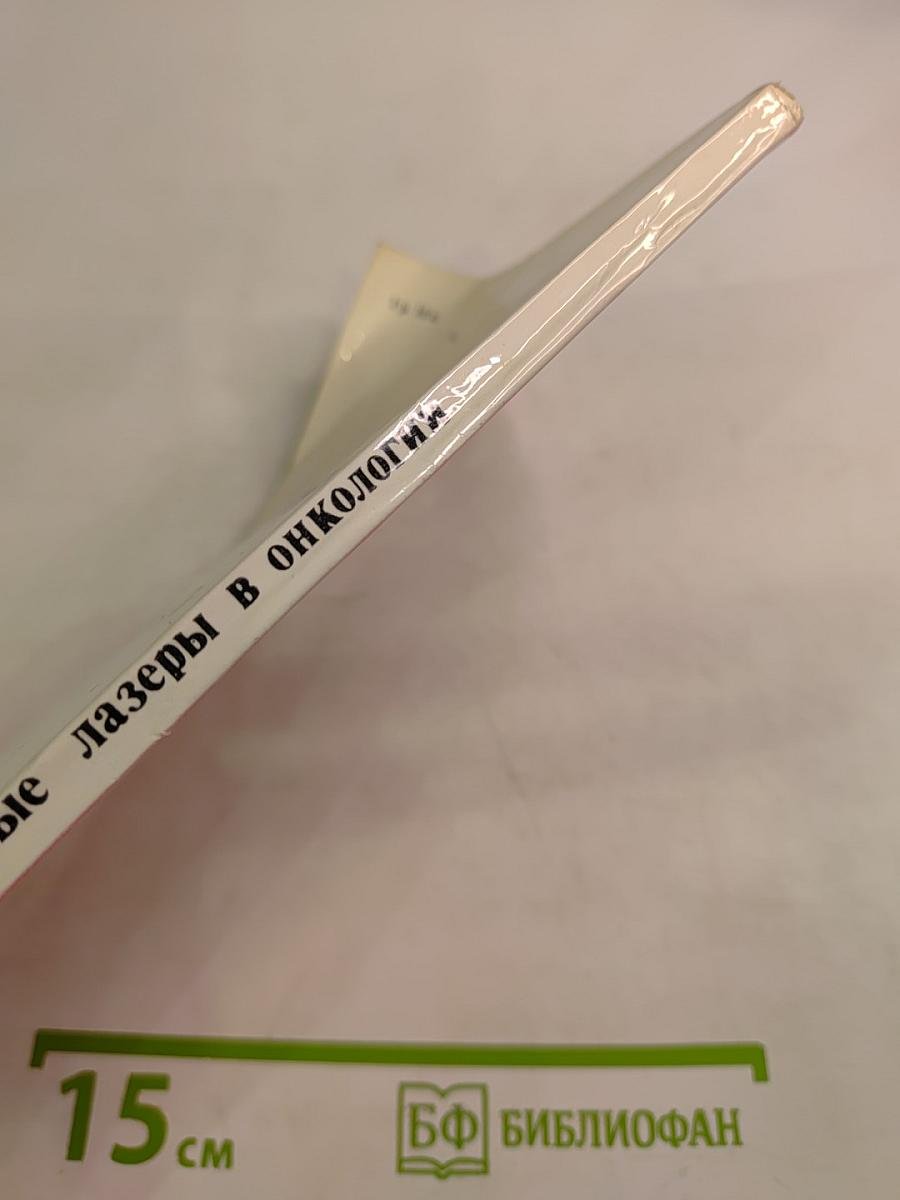 ые лазеры в онкологии
15 см
БФ БИБЛИОФАН